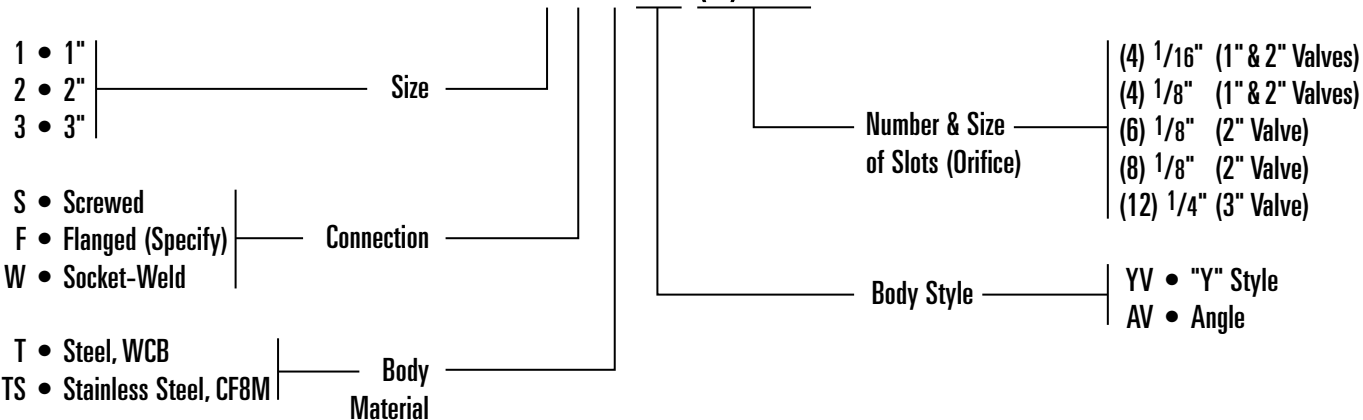 1 • 1"
2 • 2"
3 • 3"
Size
S • Screwed
F • Flanged (Specify)
W • Socket-Weld
Connection
T • Steel, WCB
TS • Stainless Steel, CF8M
Body
Material
Number & Size
of Slots (Orifice)
(4) 1/16" (1" & 2" Valves)
(4) 1/8" (1" & 2" Valves)
(6) 1/8" (2" Valve)
(8) 1/8" (2" Valve)
(12) 1/4" (3" Valve)
Body Style
YV • "Y" Style
AV • Angle